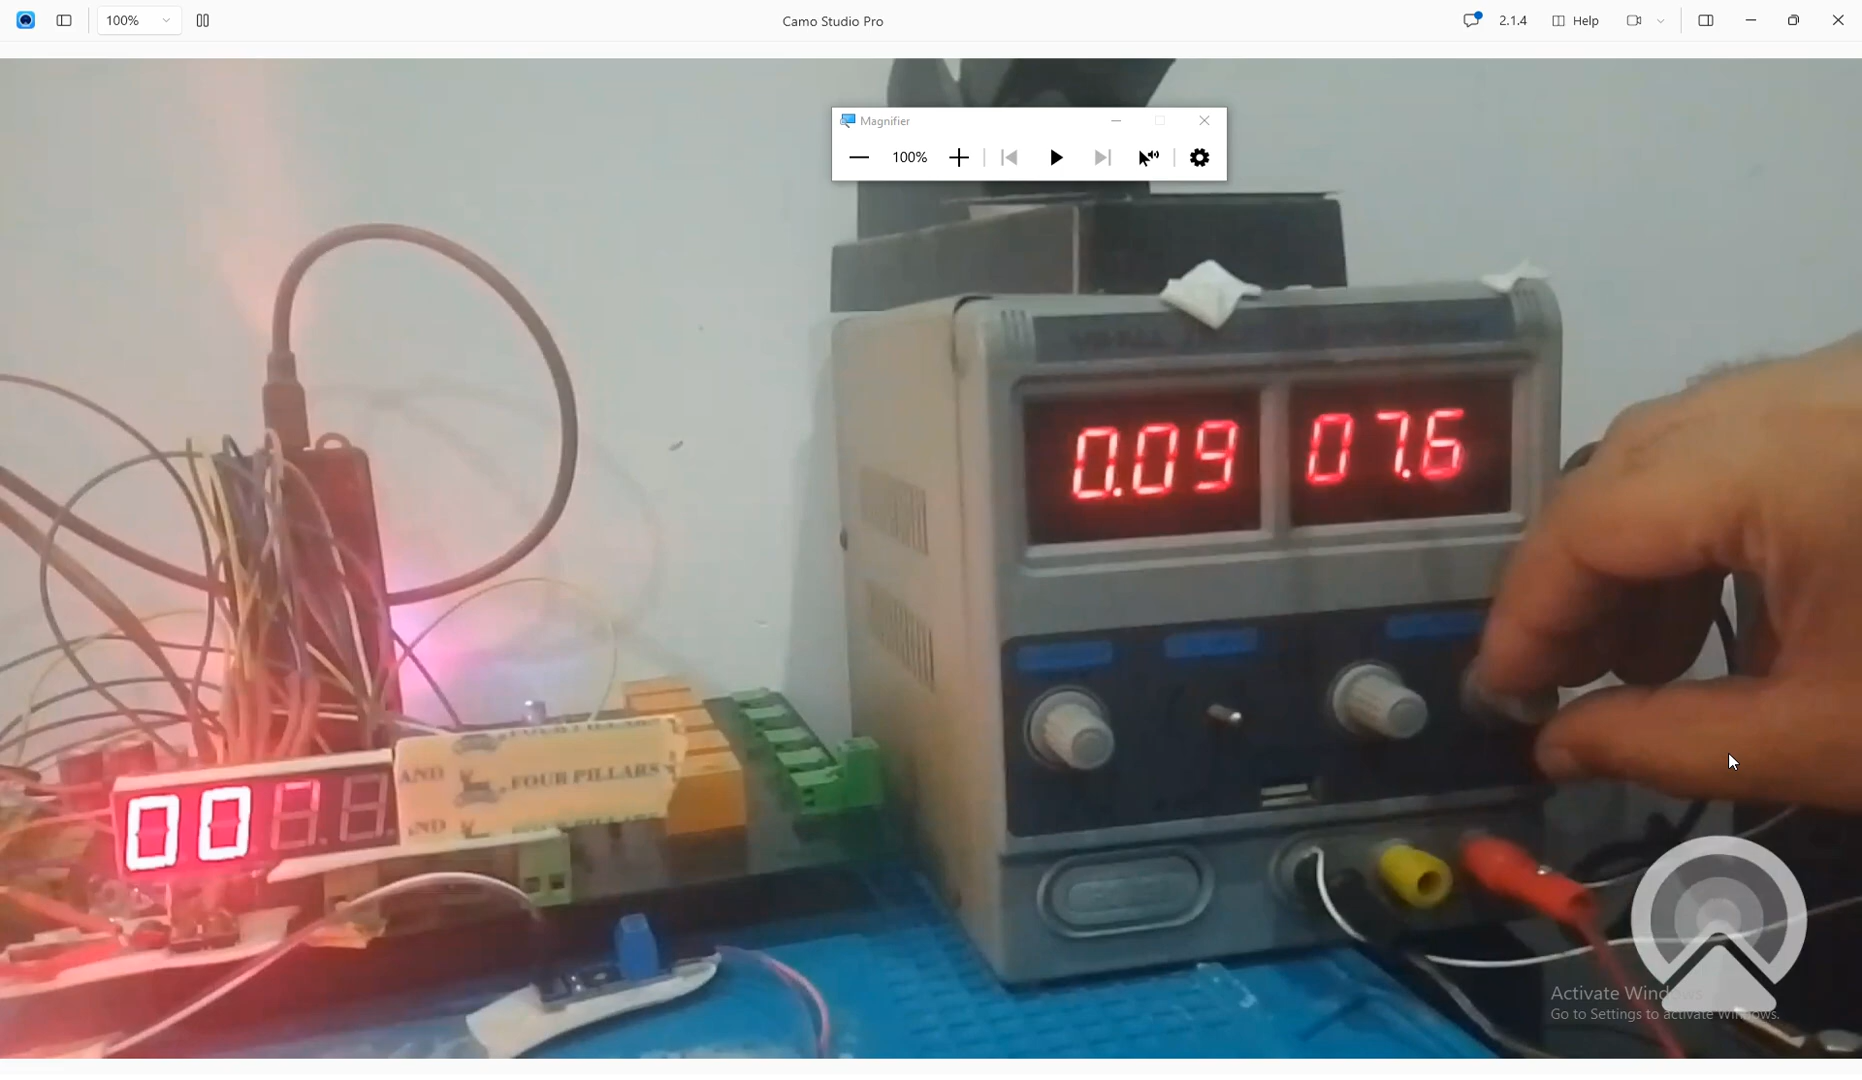 100%
Camo Studio Pro
2.1.4
Help
Magnifier
100%
0.09
07.6
AND
FOUR PILLARS
00
Activate Windows
Go to Settings to activate Windows.